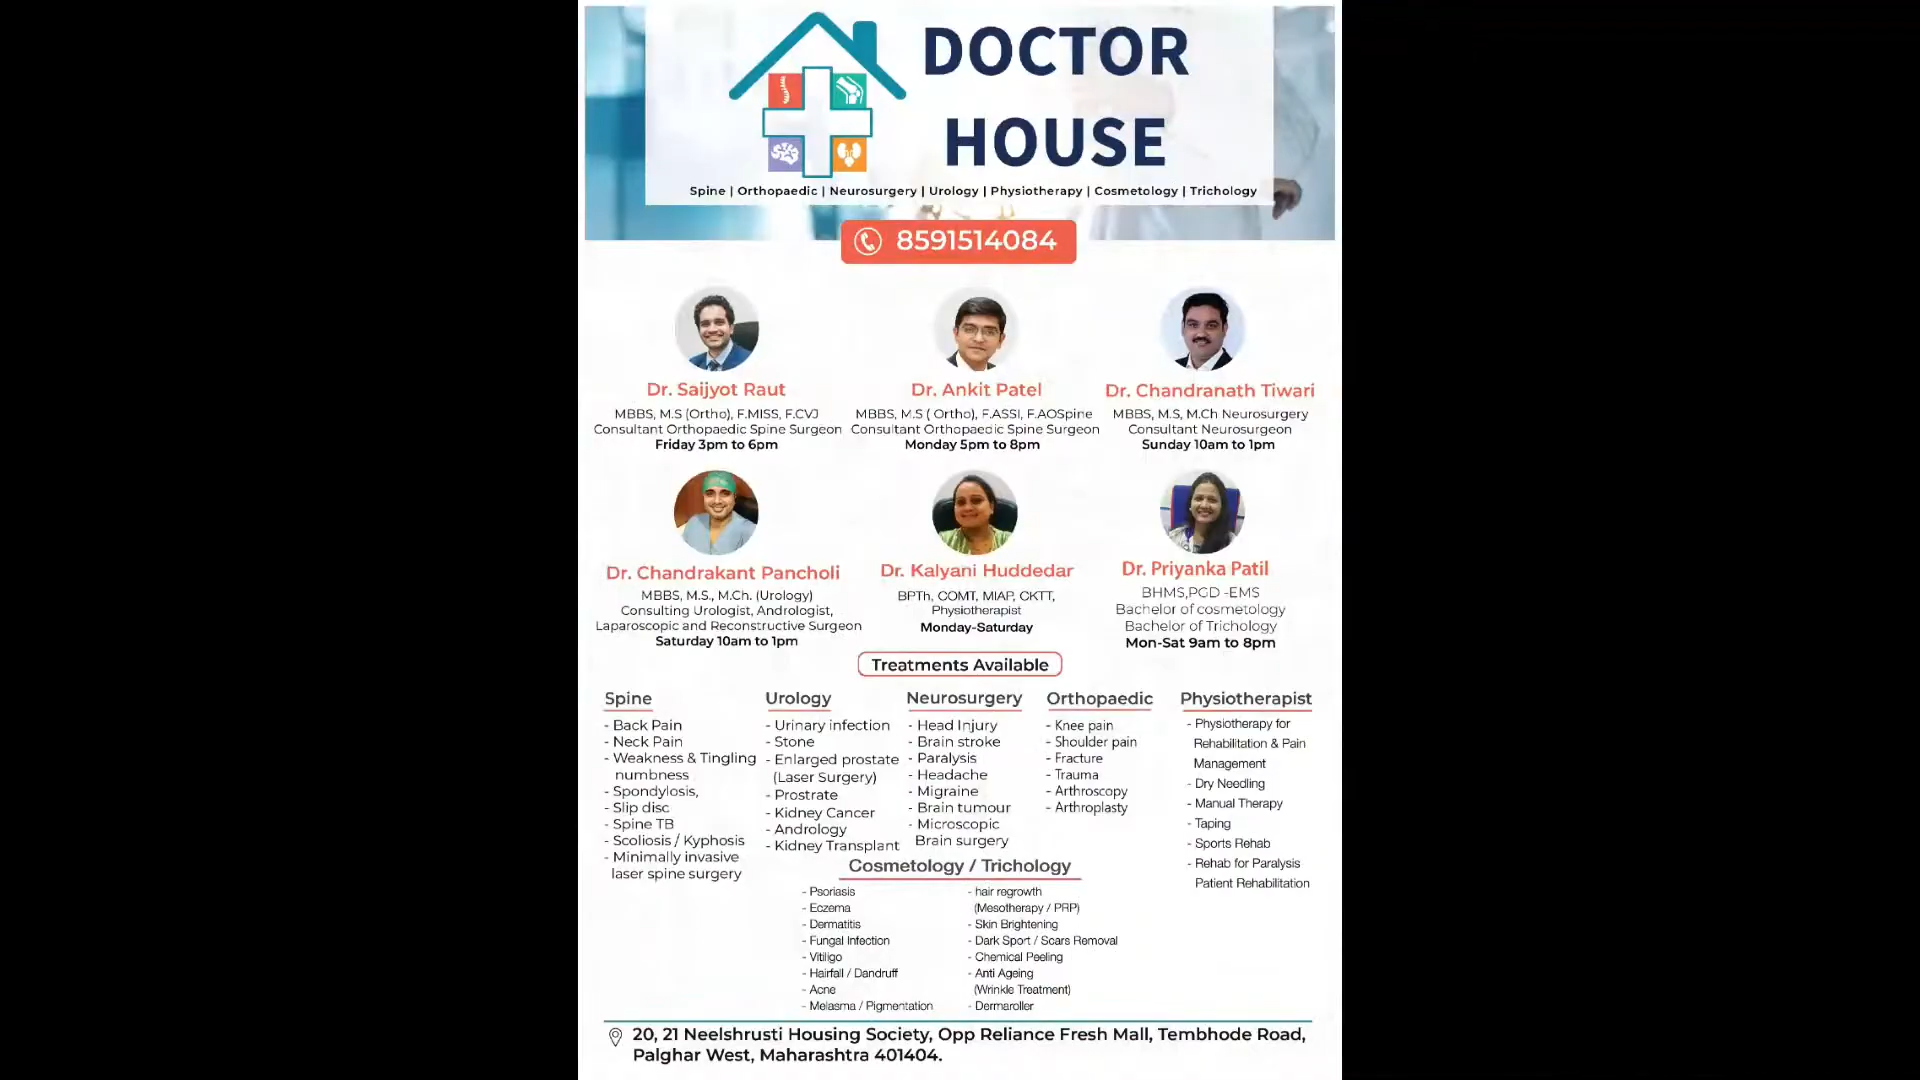 DOCTOR
HOUSE
Spine | Orthopaedic | Neurosurgery | Urology | Physiotherapy | Cosmetology | Trichology
8591514084
Dr. Saijyot Raut
MBBS, M.S (Ortho), F.MISS, F.CVJ
Consultant Orthopaedic Spine Surgeon
Friday 3pm to 6pm
Dr. Ankit Patel
MBBS, M.S ( Ortho), F.ASSI, F.AOSpine
Consultant Orthopaedic Spine Surgeon
Monday 5pm to 8pm
Dr. Chandranath Tiwari
MBBS, M.S, M.Ch Neurosurgery
Consultant Neurosurgeon
Sunday 10am to 1pm
Dr. Chandrakant Pancholi
MBBS, M.S., M.Ch. (Urology)
Consulting Urologist, Andrologist,
Laparoscopic and Reconstructive Surgeon
Saturday 10am to 1pm
Dr. Kalyani Huddedar
BPTh, COMT, MIAP, CKTT,
Physiotherapist
Monday-Saturday
Dr. Priyanka Patil
BHMS,PGD -EMS
Bachelor of cosmetology
Bachelor of Trichology
Mon-Sat 9am to 8pm
Treatments Available
Spine
- Back Pain
- Neck Pain
- Weakness & Tingling
numbness
- Spondylosis,
- Slip disc
- Spine TB
- Scoliosis / Kyphosis
- Minimally invasive
laser spine surgery
Urology
- Urinary infection
- Stone
- Enlarged prostate
(Laser Surgery)
- Prostrate
- Kidney Cancer
- Andrology
- Kidney Transplant
Neurosurgery
- Head Injury
- Brain stroke
- Paralysis
- Headache
- Migraine
- Brain tumour
- Microscopic
Brain surgery
Orthopaedic
- Knee pain
- Shoulder pain
- Fracture
- Trauma
- Arthroscopy
- Arthroplasty
Physiotherapist
- Physiotherapy for
Rehabilitation & Pain
Management
- Dry Needling
- Manual Therapy
- Taping
- Sports Rehab
- Rehab for Paralysis
Patient Rehabilitation
Cosmetology / Trichology
- Psoriasis
- Eczema
- Dermatitis
- Fungal Infection
- Vitiligo
- Hairfall / Dandruff
- Acne
- Melasma / Pigmentation
- hair regrowth
(Mesotherapy / PRP)
- Skin Brightening
- Dark Sport / Scars Removal
- Chemical Peeling
- Anti Ageing
(Wrinkle Treatment)
- Dermaroller
20, 21 Neelshrusti Housing Society, Opp Reliance Fresh Mall, Tembhode Road,
Palghar West, Maharashtra 401404.